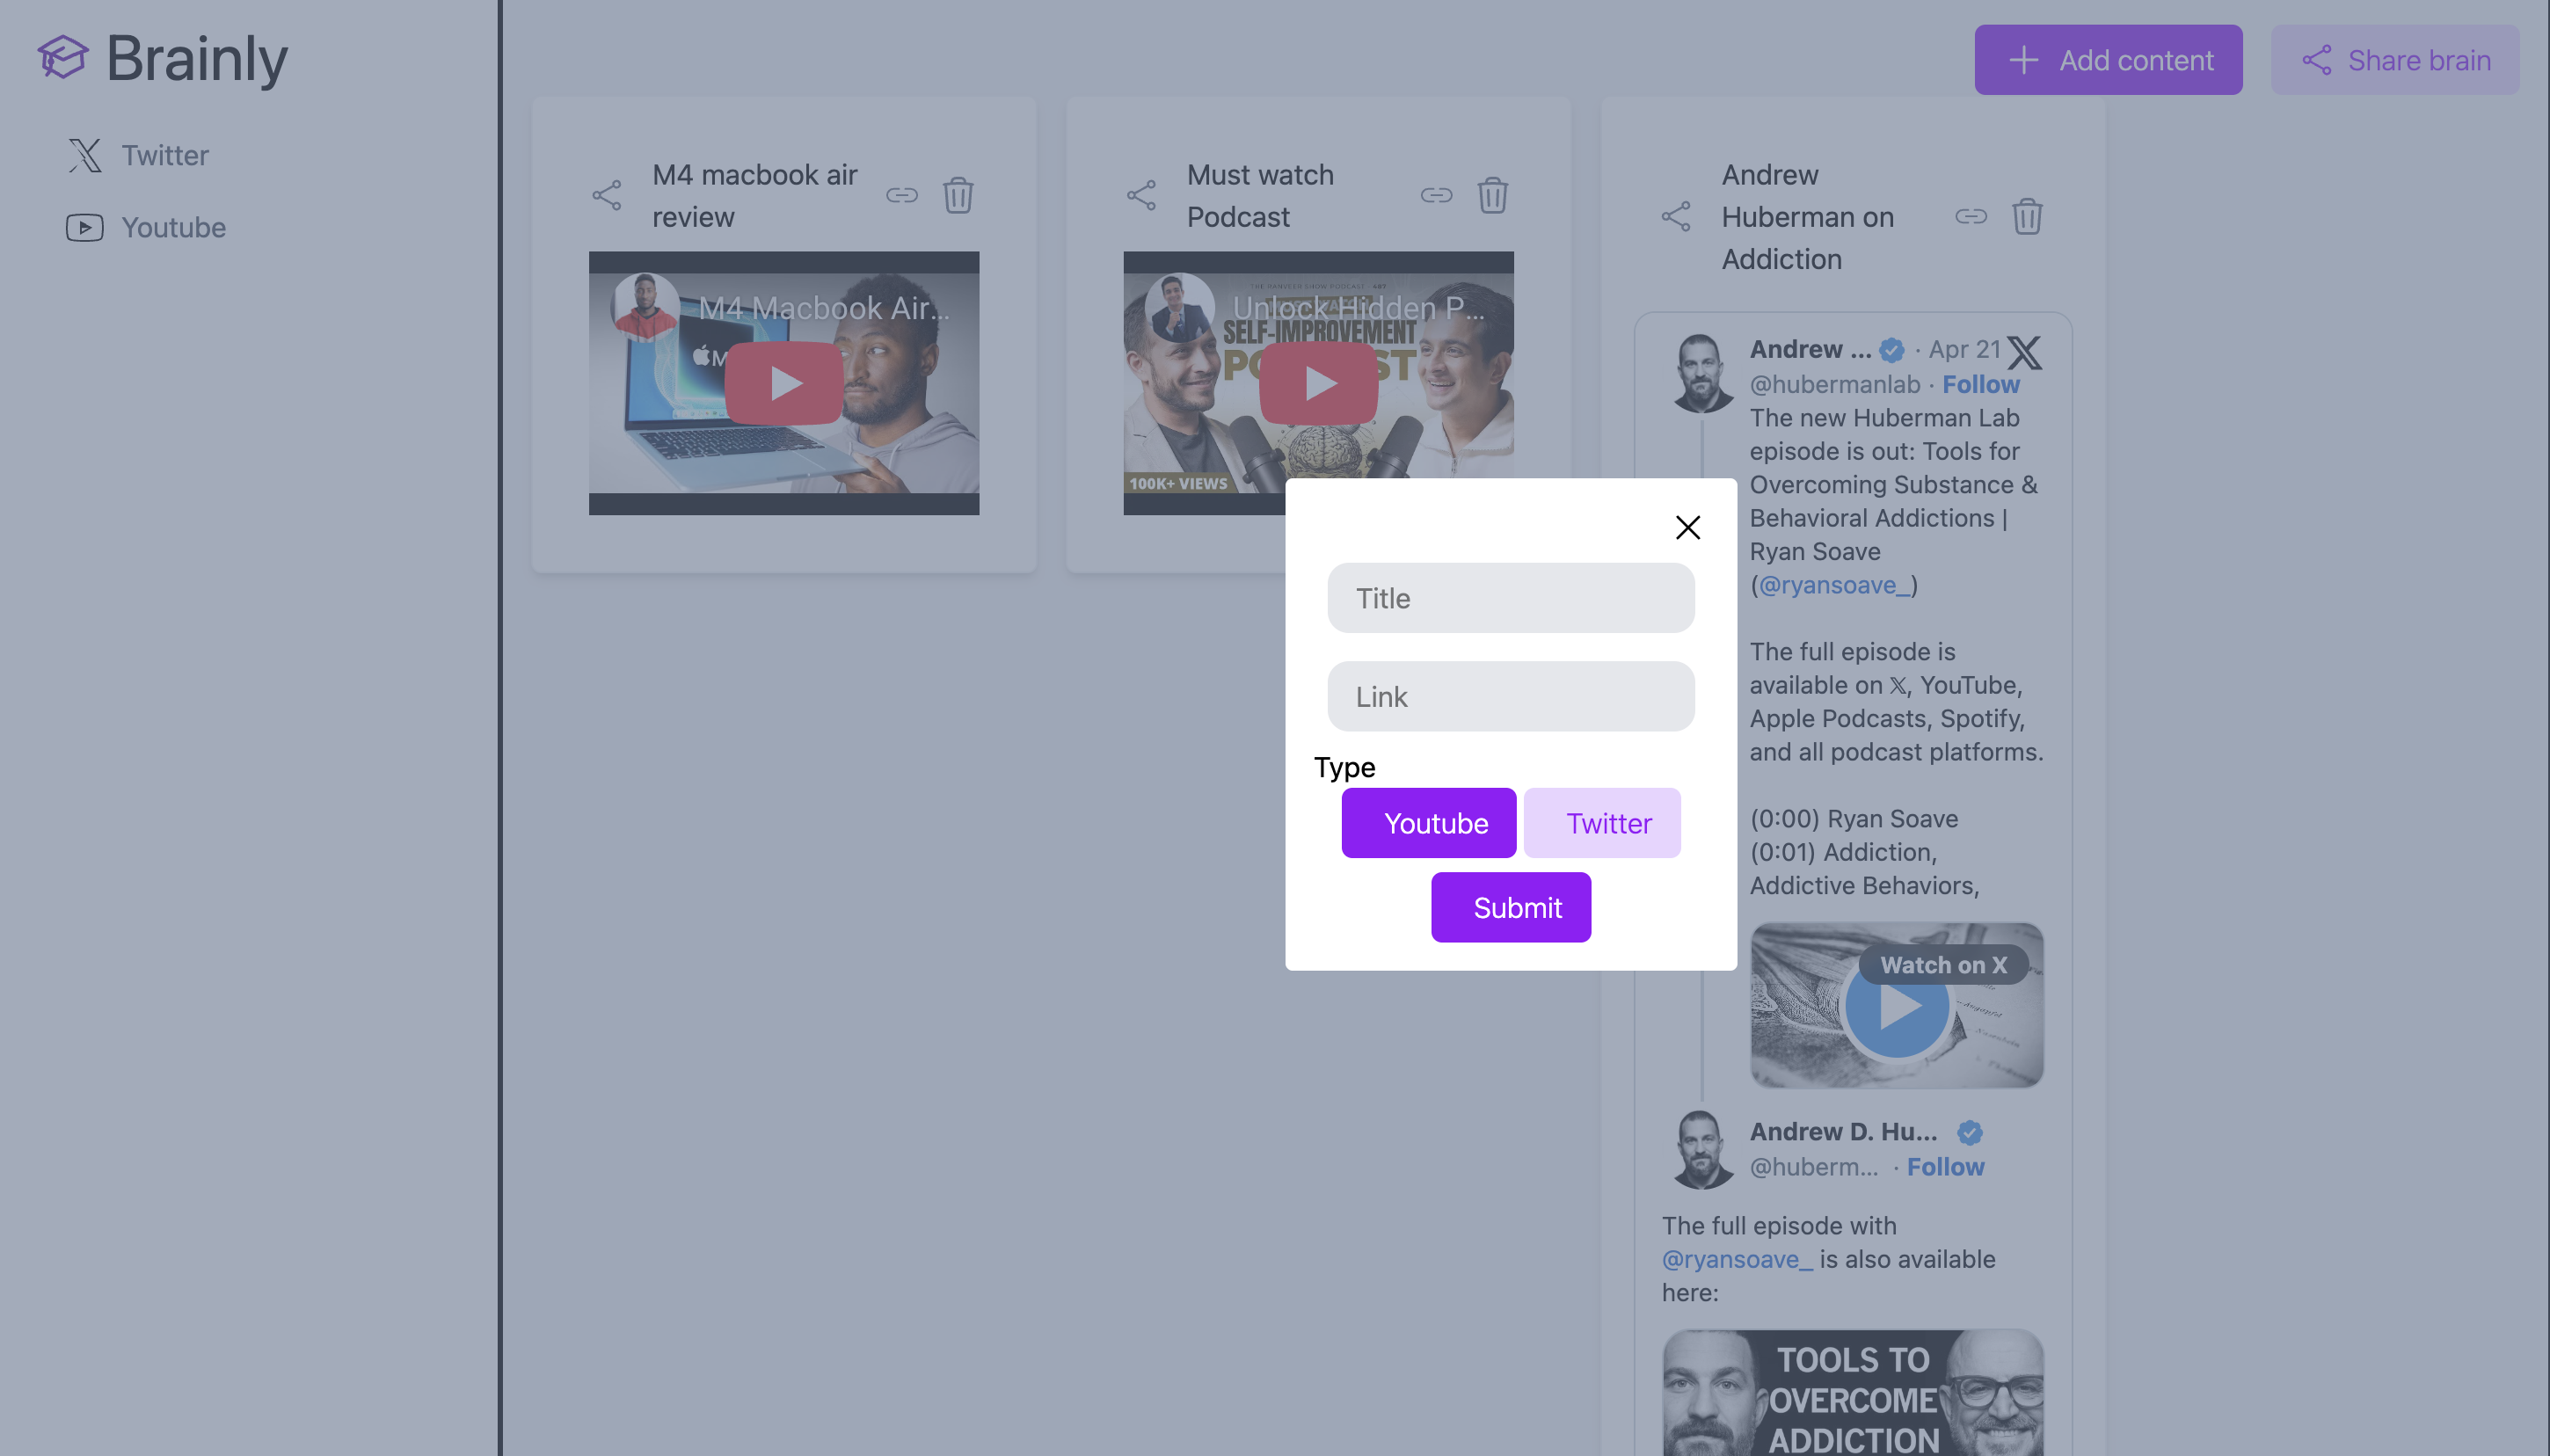 Brainly
Twitter
Youtube
Add content
Share brain
M4 macbook air
review
M4 Macbook Air...
Must watch
Podcast
THE RANVEER SHOW PODCAST
Unlock Hidden P...
SELF-IMPROVEMENT
100K+ VIEWS
Andrew
Huberman on
Addiction
Andrew ... · Apr 21
@hubermanlab · Follow
The new Huberman Lab
episode is out: Tools for
Overcoming Substance &
Behavioral Addictions |
Ryan Soave
(@ryansoave_)
The full episode is
available on 𝕏, YouTube,
Apple Podcasts, Spotify,
and all podcast platforms.
(0:00) Ryan Soave
(0:01) Addiction,
Addictive Behaviors,
Watch on X
Andrew D. Hu...
@huberm... · Follow
The full episode with
@ryansoave_ is also available
here:
TOOLS TO
OVERCOME
ADDICTION
Title
Link
Type
Youtube
Twitter
Submit